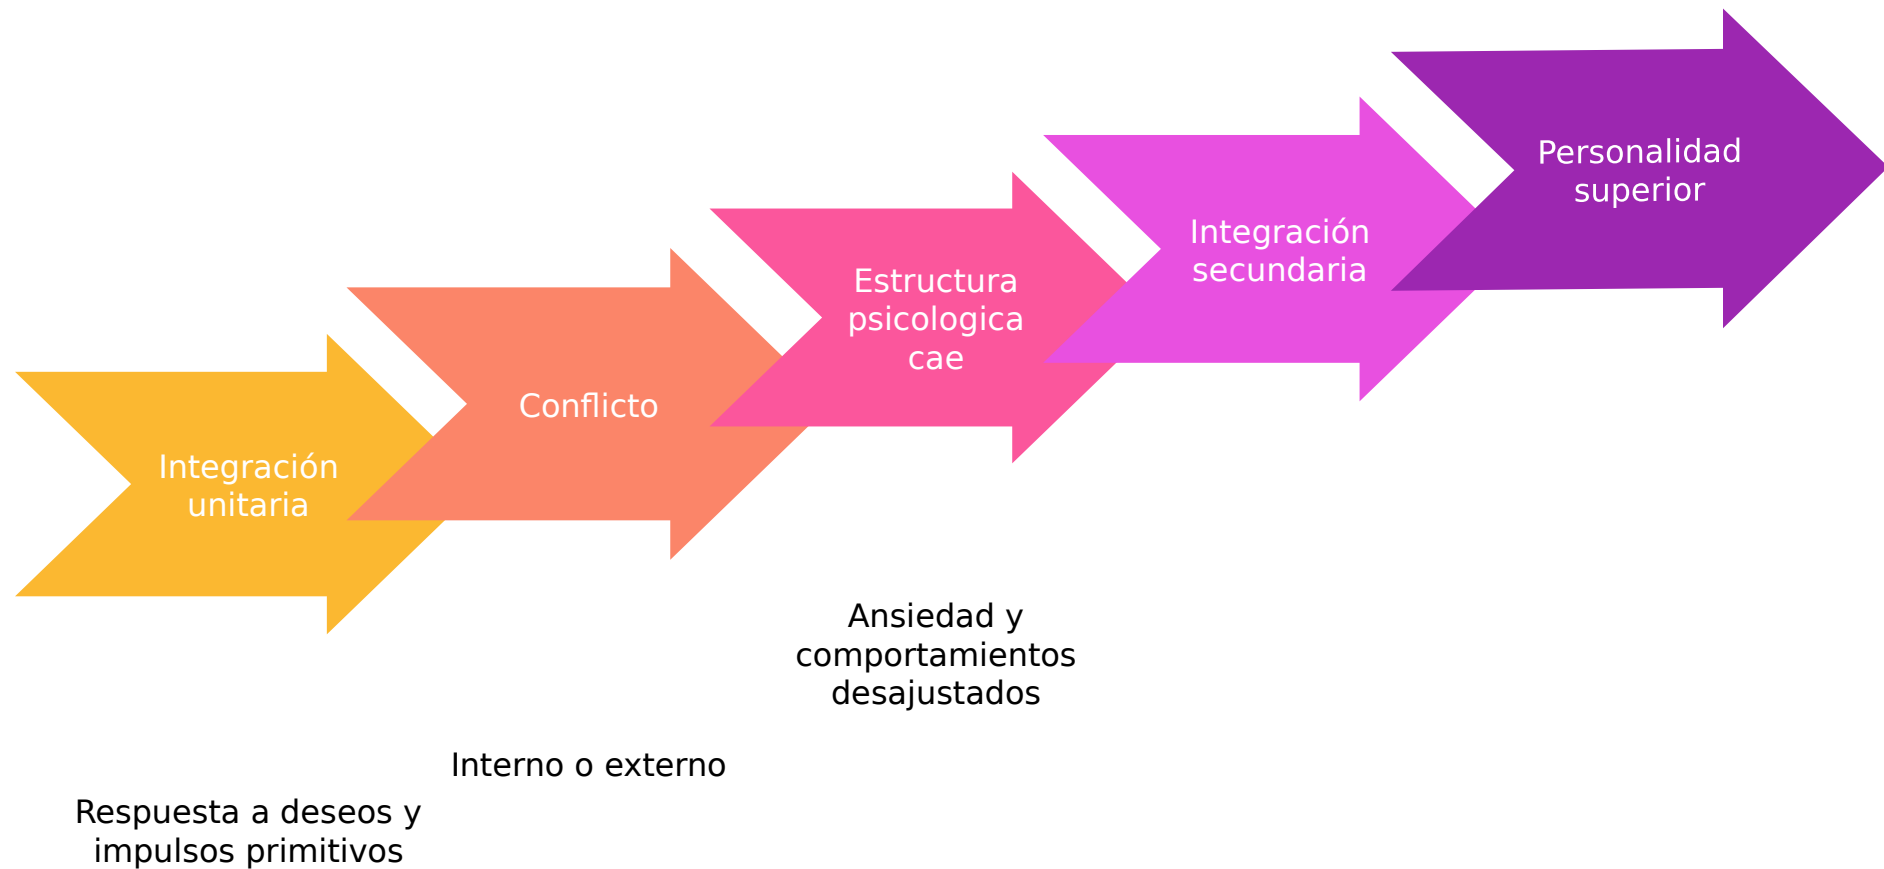 Integración
unitaria
Conflicto
Estructura
psicologica
cae
Integración
secundaria
Personalidad
superior
Respuesta a deseos y
impulsos primitivos
Interno o externo
Ansiedad y
comportamientos
desajustados